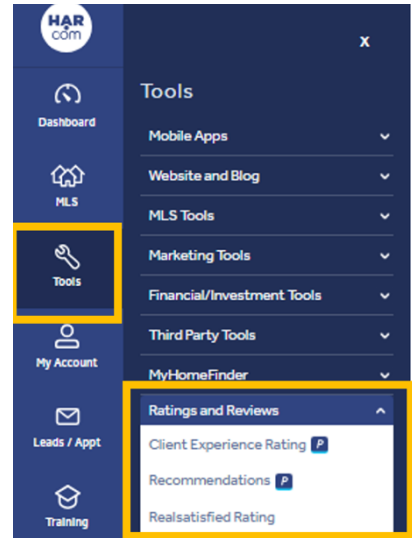 HAR
com
x
Tools
Dashboard
Mobile Apps
Website and Blog
MLS
MLS Tools
Marketing Tools
Tools
Financial/Investment Tools
Third Party Tools
My Account
MyHomeFinder
Ratings and Reviews
Leads / Appt
Client Experience Rating P
Recommendations P
Training
Realsatisfied Rating